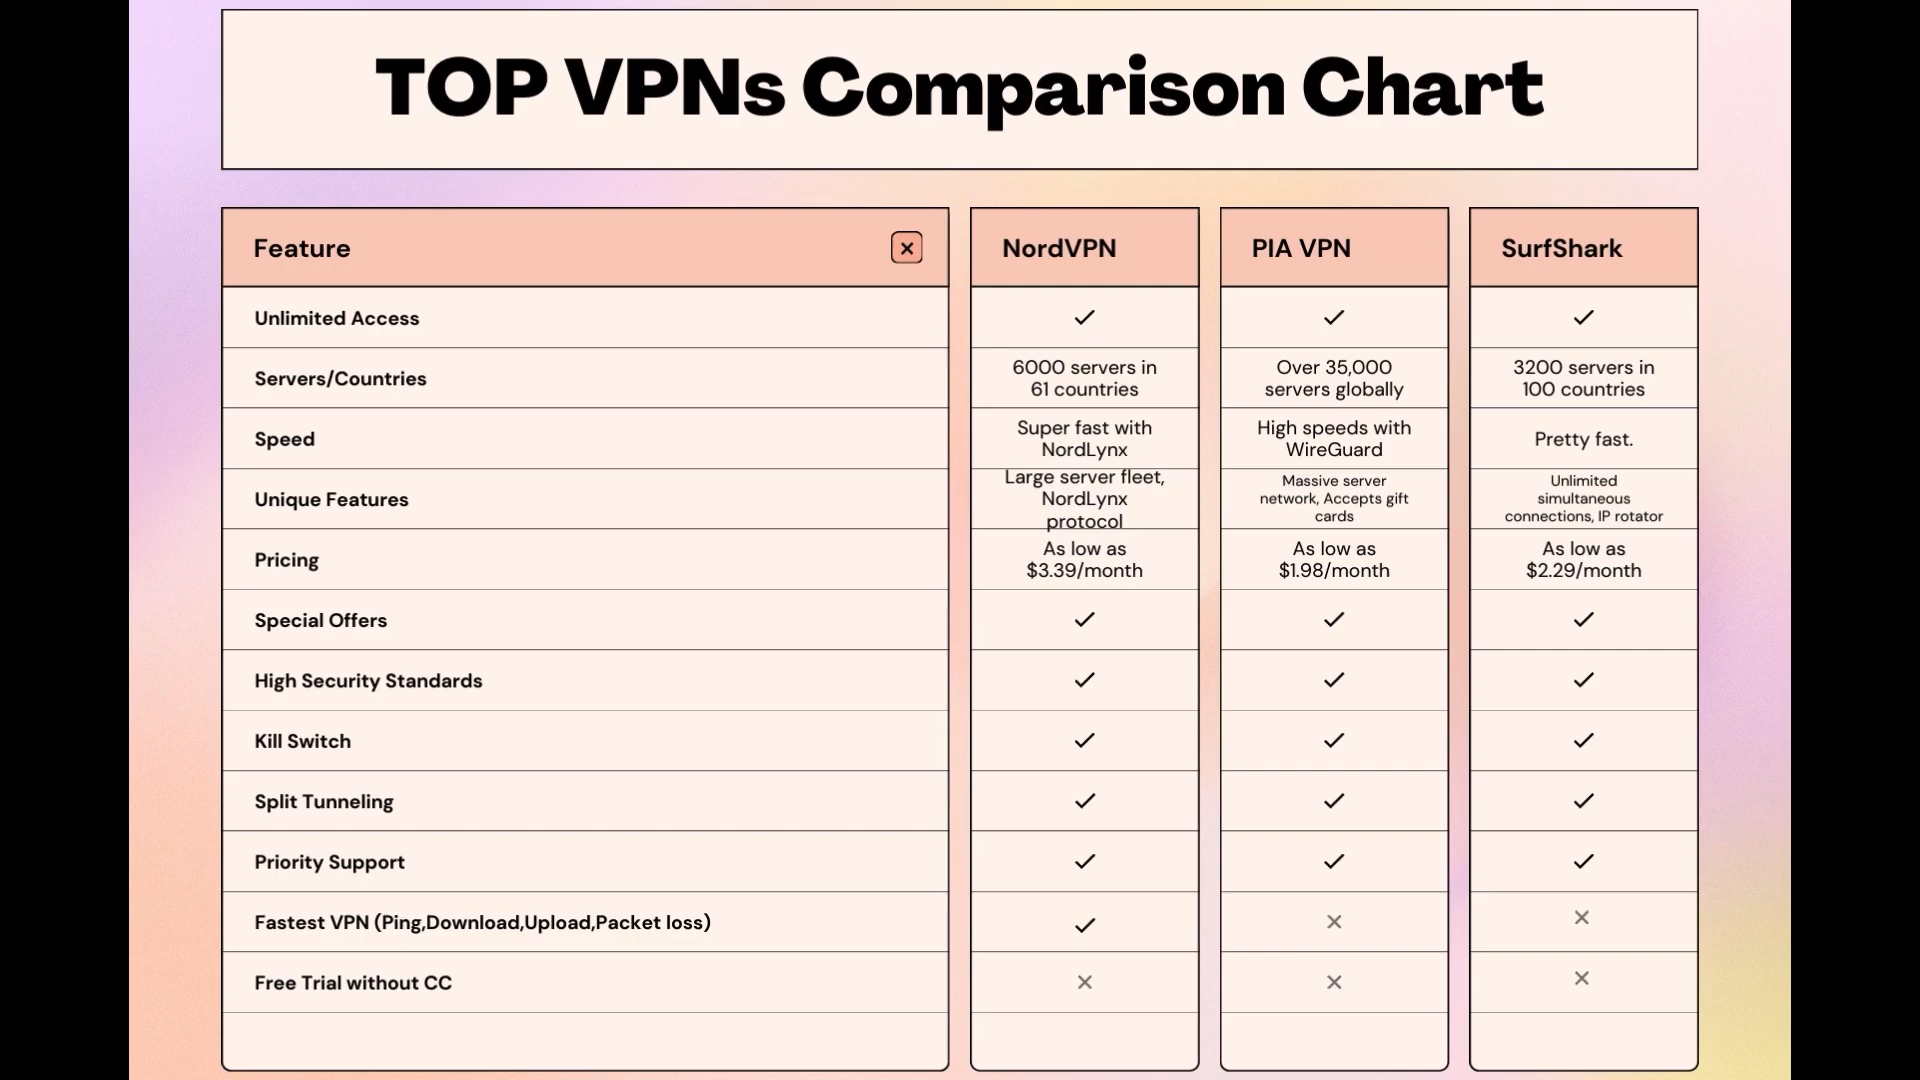 TOP VPNs Comparison Chart
Feature
NordVPN
PIA VPN
SurfShark
Unlimited Access
Servers/Countries
6000 servers in
61 countries
Over 35,000
servers globally
3200 servers in
100 countries
Speed
Super fast with
NordLynx
High speeds with
WireGuard
Pretty fast.
Unique Features
Large server fleet,
NordLynx
protocol
Massive server
network, Accepts gift
cards
Unlimited
simultaneous
connections, IP rotator
Pricing
As low as
$3.39/month
As low as
$1.98/month
As low as
$2.29/month
Special Offers
High Security Standards
Kill Switch
Split Tunneling
Priority Support
Fastest VPN (Ping,Download,Upload,Packet loss)
Free Trial without CC